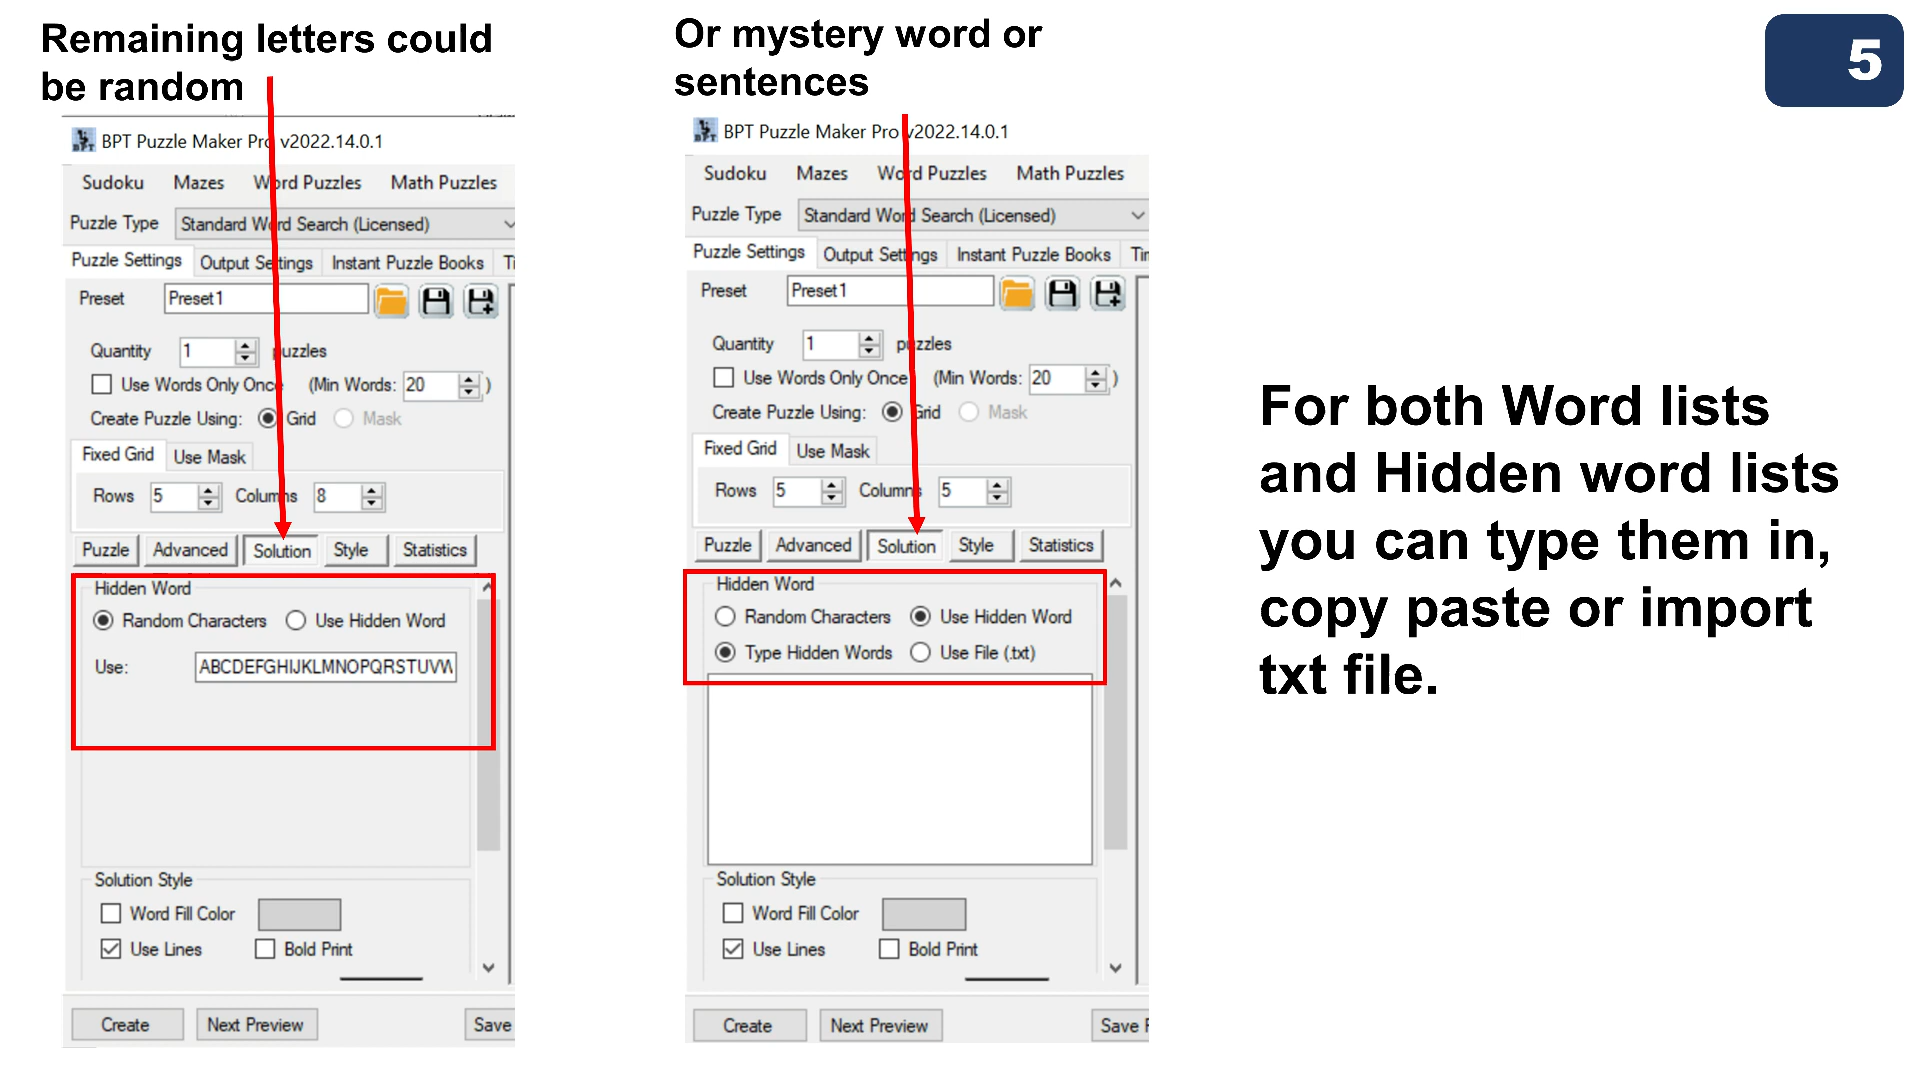 Remaining letters could
be random
BPT Puzzle Maker Pro v2022.14.0.1
Sudoku Mazes Word Puzzles Math Puzzles
Puzzle Type Standard Word Search (Licensed)
Puzzle Settings Output Settings Instant Puzzle Books
Preset Preset1
Quantity 1 puzzles
Use Words Only Once (Min Words: 20 )
Create Puzzle Using: Grid Mask
Fixed Grid Use Mask
Rows 5 Columns 8
Puzzle Advanced Solution Style Statistics
Hidden Word
Random Characters Use Hidden Word
Use: ABCDEFGHIJKLMNOPQRSTUVW
Solution Style
Word Fill Color
Use Lines Bold Print
Create Next Preview Save
Or mystery word or
sentences
BPT Puzzle Maker Pro v2022.14.0.1
Sudoku Mazes Word Puzzles Math Puzzles
Puzzle Type Standard Word Search (Licensed)
Puzzle Settings Output Settings Instant Puzzle Books
Preset Preset1
Quantity 1 puzzles
Use Words Only Once (Min Words: 20 )
Create Puzzle Using: Grid Mask
Fixed Grid Use Mask
Rows 5 Columns 5
Puzzle Advanced Solution Style Statistics
Hidden Word
Random Characters Use Hidden Word
Type Hidden Words Use File (.txt)
Solution Style
Word Fill Color
Use Lines Bold Print
Create Next Preview Save
5
For both Word lists
and Hidden word lists
you can type them in,
copy paste or import
txt file.